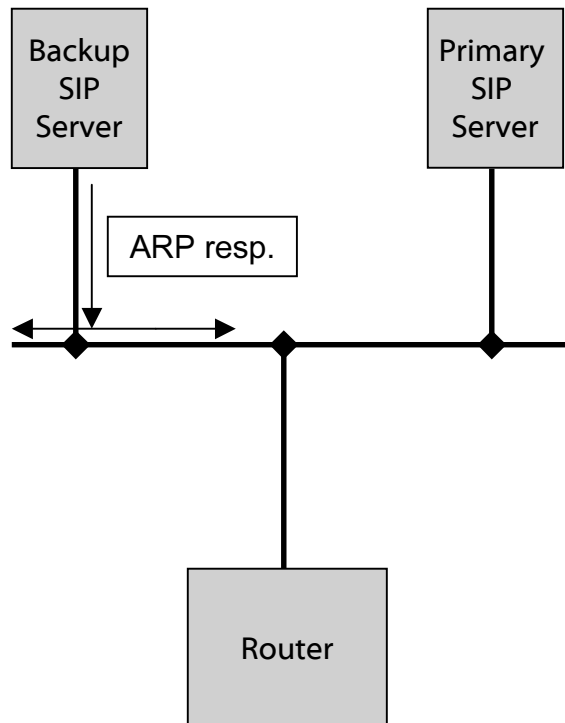 Backup
SIP
Server
Primary
SIP
Server
ARP resp.
Router